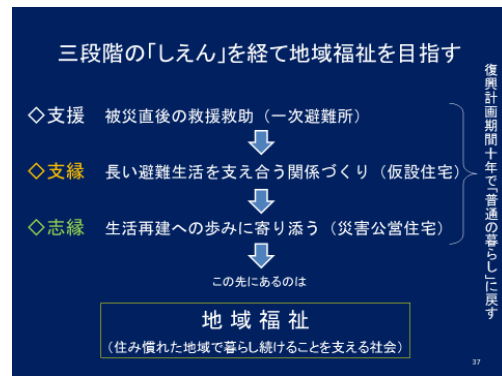 三段階の「しえん」を経て地域福祉を目指す
◇支援 被災直後の救援救助（一次避難所）
◇支縁 長い避難生活を支え合う関係づくり（仮設住宅）
◇志縁 生活再建への歩みに寄り添う（災害公営住宅）
この先にあるのは
地域福祉
（住み慣れた地域で暮らし続けることを支える社会）
復興計画期間十年で「普通の暮らし」に戻す
37